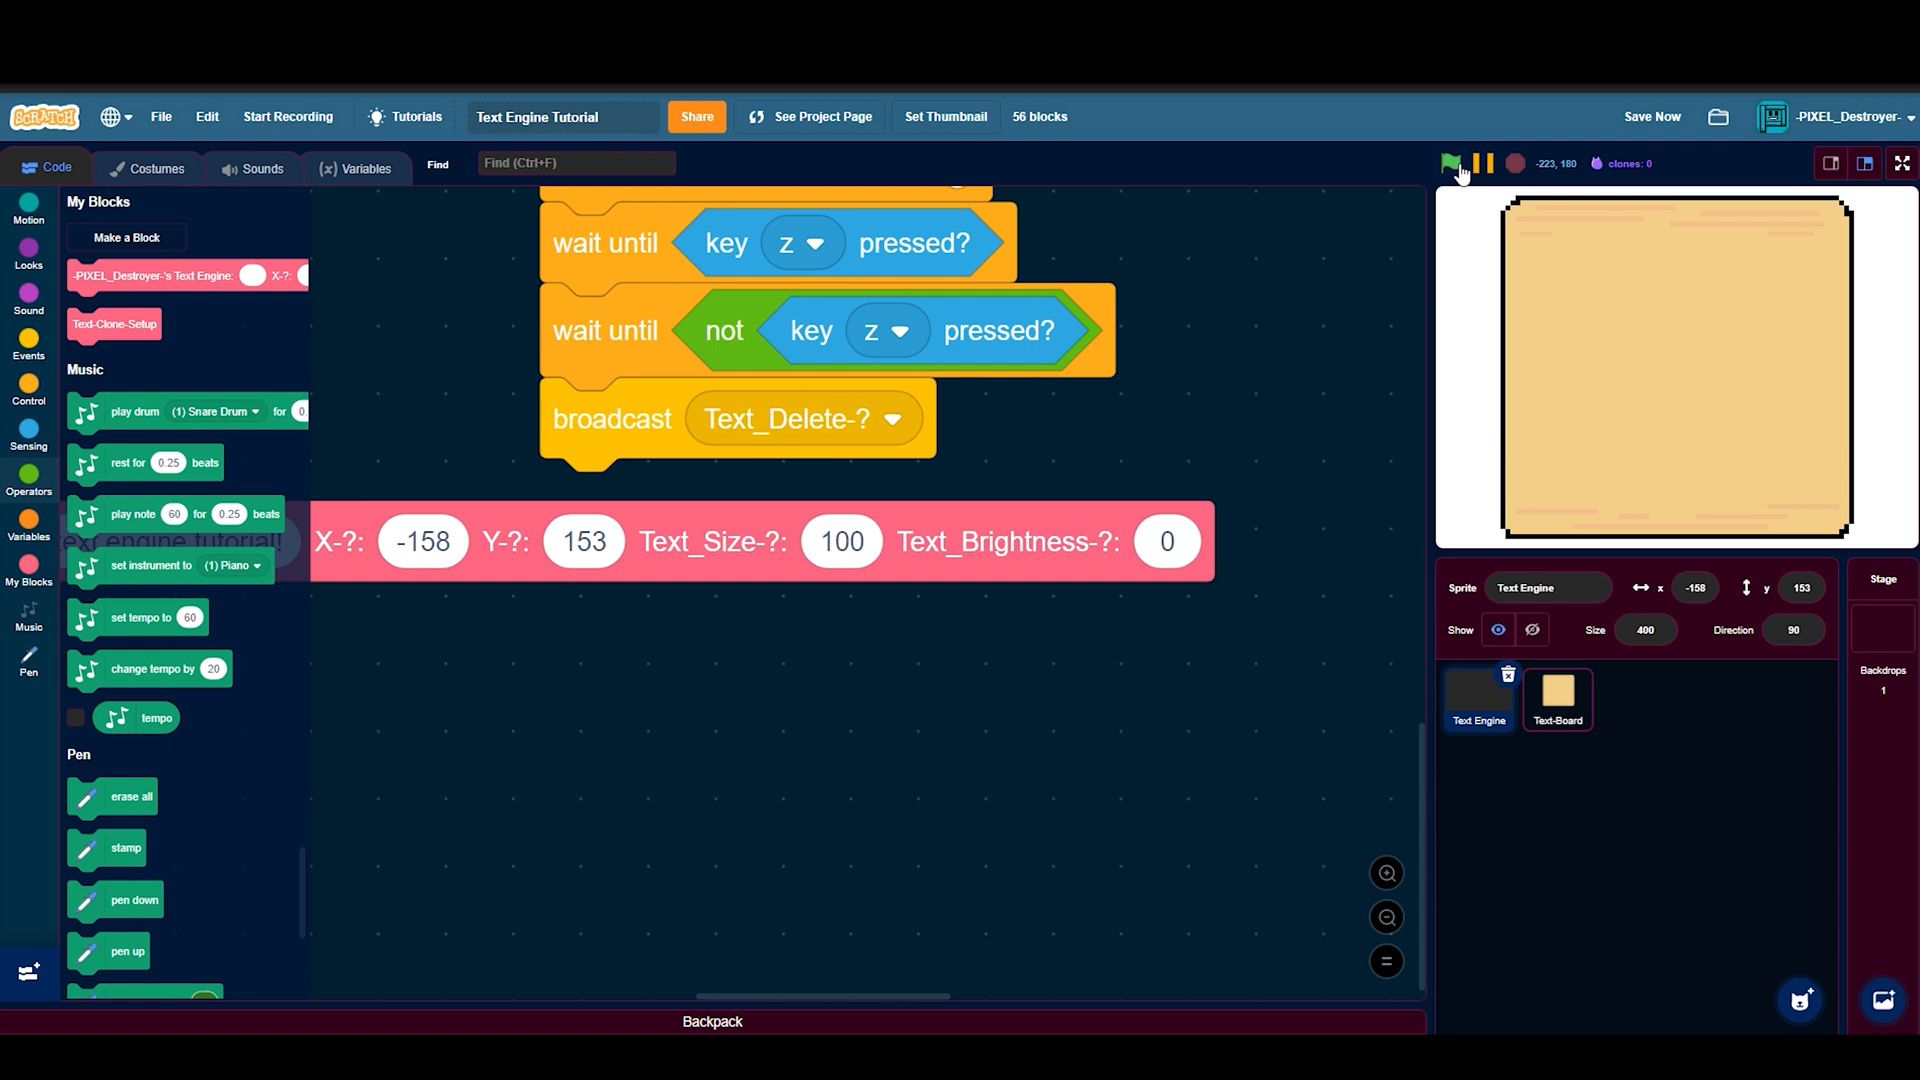 SCRATCH File Edit Start Recording Tutorials Text Engine Tutorial Share See Project Page Set Thumbnail 56 blocks Save Now -PIXEL_Destroyer-
Code Costumes Sounds (x) Variables Find Find (Ctrl+F) -223, 180 clones: 0
Motion
Looks
Sound
Events
Control
Sensing
Operators
Variables
My Blocks
Music
Pen
My Blocks
Make a Block
-PIXEL_Destroyer-'s Text Engine: X-?:
Text-Clone-Setup
Music
play drum (1) Snare Drum for 0.
rest for 0.25 beats
play note 60 for 0.25 beats
set instrument to (1) Piano
set tempo to 60
change tempo by 20
tempo
Pen
erase all
stamp
pen down
pen up
wait until key z pressed?
wait until not key z pressed?
broadcast Text_Delete-?
text engine tutorial! X-?: -158 Y-?: 153 Text_Size-?: 100 Text_Brightness-?: 0
Sprite Text Engine x -158 y 153
Show Size 400 Direction 90
Text Engine Text-Board
Stage
Backdrops
1
Backpack